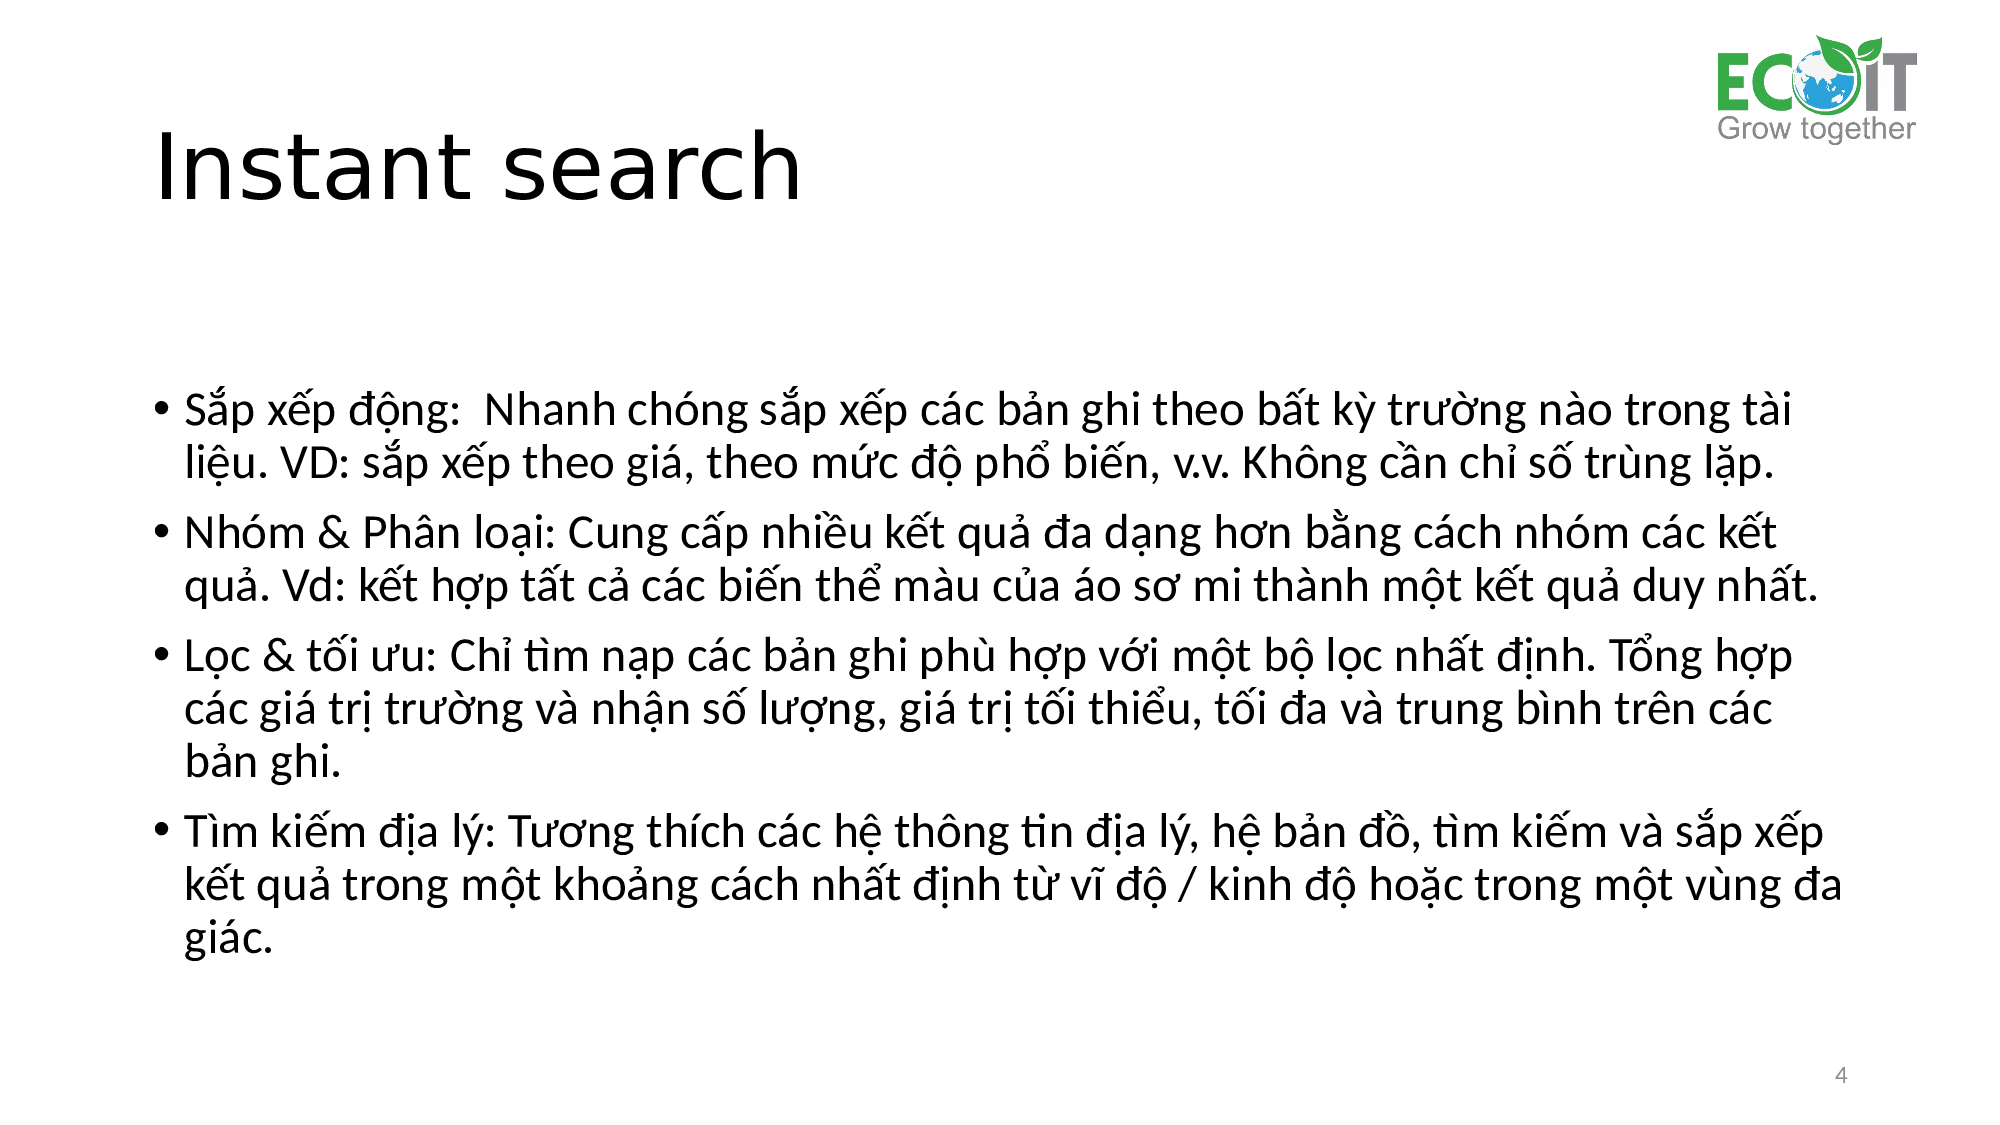 ECOIT
Grow together
Instant search
• Sắp xếp động:  Nhanh chóng sắp xếp các bản ghi theo bất kỳ trường nào trong tài
liệu. VD: sắp xếp theo giá, theo mức độ phổ biến, v.v. Không cần chỉ số trùng lặp.
• Nhóm & Phân loại: Cung cấp nhiều kết quả đa dạng hơn bằng cách nhóm các kết
quả. Vd: kết hợp tất cả các biến thể màu của áo sơ mi thành một kết quả duy nhất.
• Lọc & tối ưu: Chỉ tìm nạp các bản ghi phù hợp với một bộ lọc nhất định. Tổng hợp
các giá trị trường và nhận số lượng, giá trị tối thiểu, tối đa và trung bình trên các
bản ghi.
• Tìm kiếm địa lý: Tương thích các hệ thông tin địa lý, hệ bản đồ, tìm kiếm và sắp xếp
kết quả trong một khoảng cách nhất định từ vĩ độ / kinh độ hoặc trong một vùng đa
giác.
4